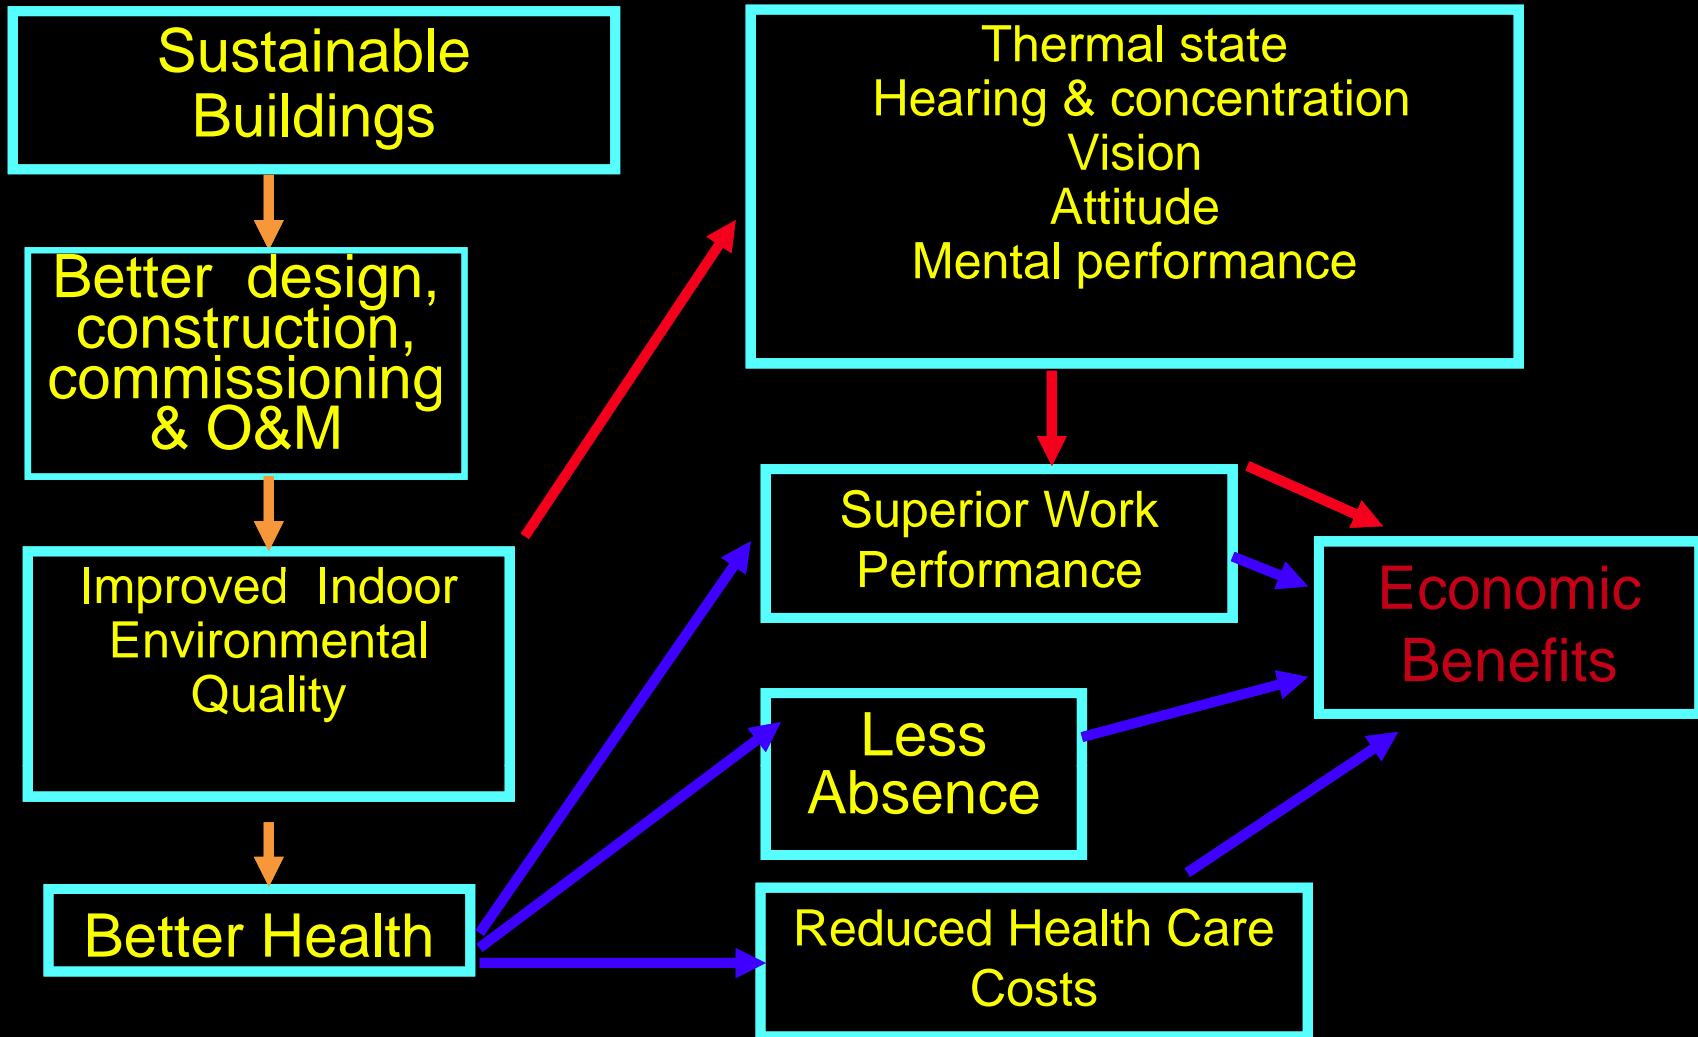 Sustainable
Buildings
Better design,
construction,
commissioning
& O&M
Improved Indoor
Environmental
Quality
Better Health
Thermal state
Hearing & concentration
Vision
Attitude
Mental performance
Superior Work
Performance
Less
Absence
Reduced Health Care
Costs
Economic
Benefits